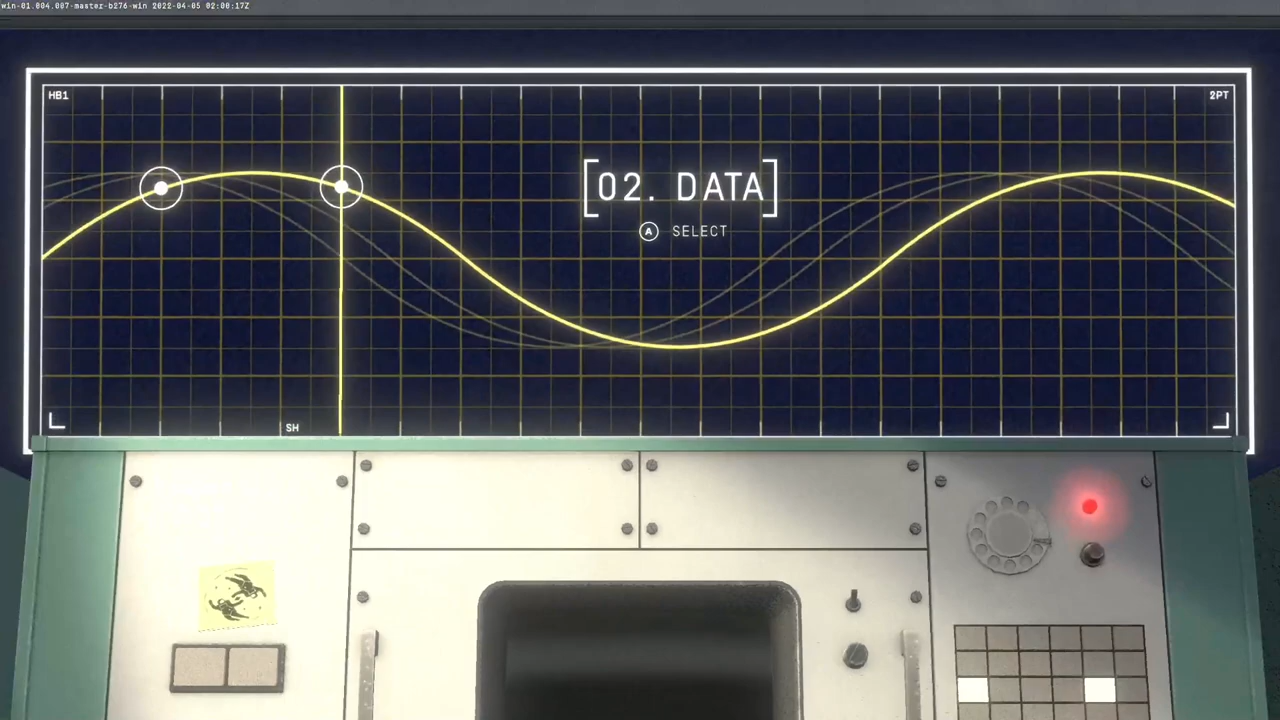 win-01.004.007-master-b276-win 2022-04-05 02:00:17Z
HB1
2PT
[02. DATA]
A SELECT
SH